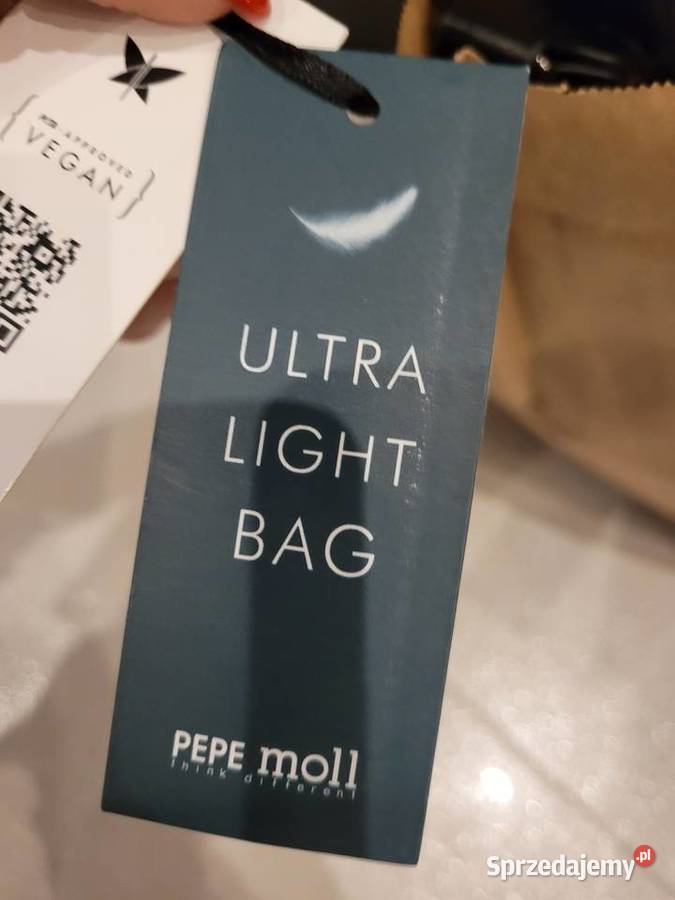 -APPROVED
VEGAN
ULTRA
LIGHT
BAG
PEPE moll
think different
Sprzedajemy.pl